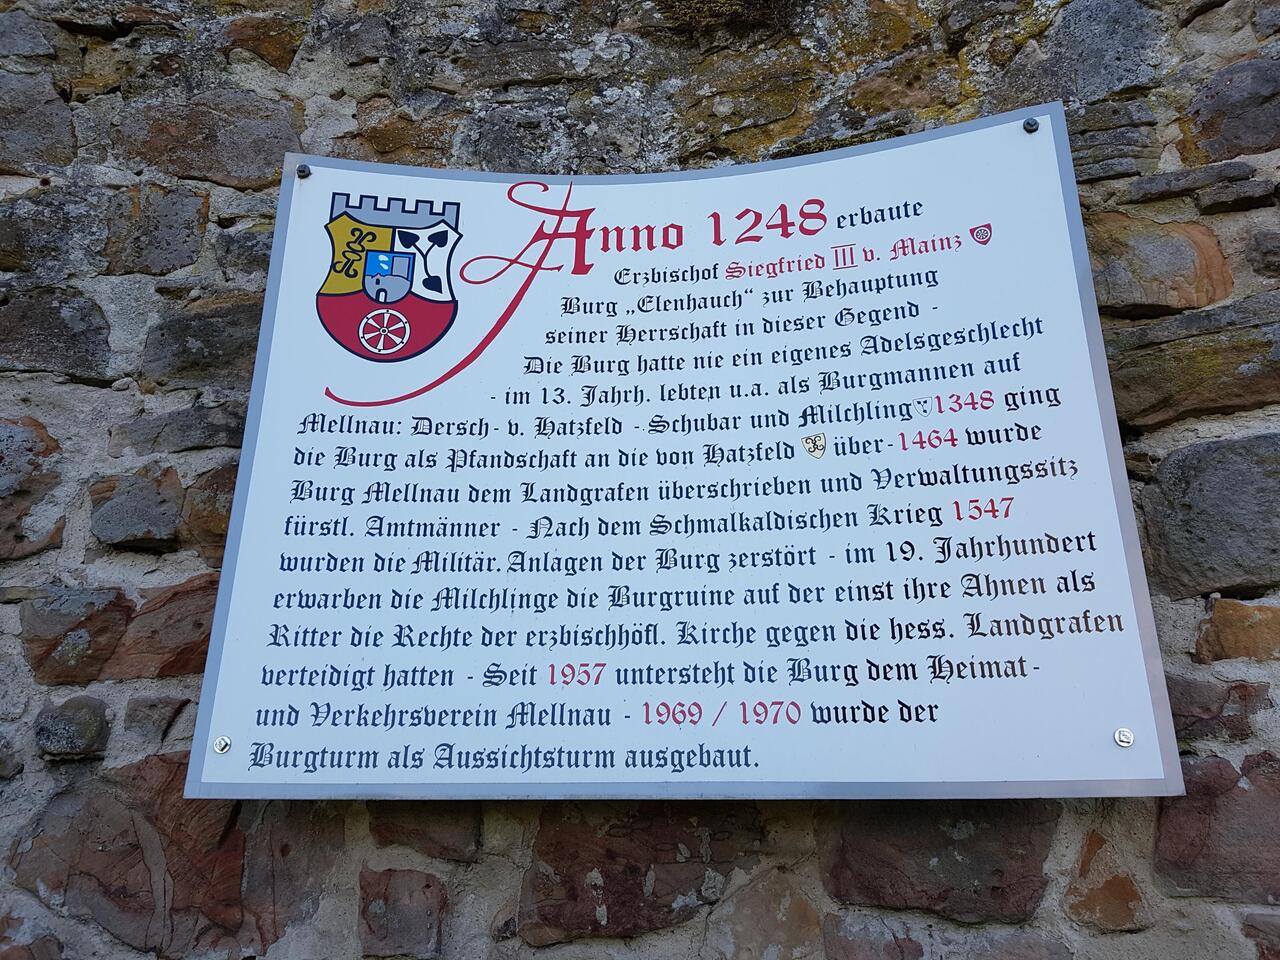 Anno 1248 erbaute
Erzbischof Siegfried III v. Mainz
Burg „Elenhauch“ zur Behauptung
seiner Herrschaft in dieser Gegend -
Die Burg hatte nie ein eigenes Adelsgeschlecht
- im 13. Jahrh. lebten u.a. als Burgmannen auf
Mellnau: Dersch - v. Hatzfeld - Schubar und Milchling 1348 ging
die Burg als Pfandschaft an die von Hatzfeld über - 1464 wurde
Burg Mellnau dem Landgrafen überschrieben und Verwaltungssitz
fürstl. Amtmänner - Nach dem Schmalkaldischen Krieg 1547
wurden die Militär. Anlagen der Burg zerstört - im 19. Jahrhundert
erwarben die Milchlinge die Burgruine auf der einst ihre Ahnen als
Ritter die Rechte der erzbischhöfl. Kirche gegen die hess. Landgrafen
verteidigt hatten - Seit 1957 untersteht die Burg dem Heimat-
und Verkehrsverein Mellnau - 1969 / 1970 wurde der
Burgturm als Aussichtsturm ausgebaut.